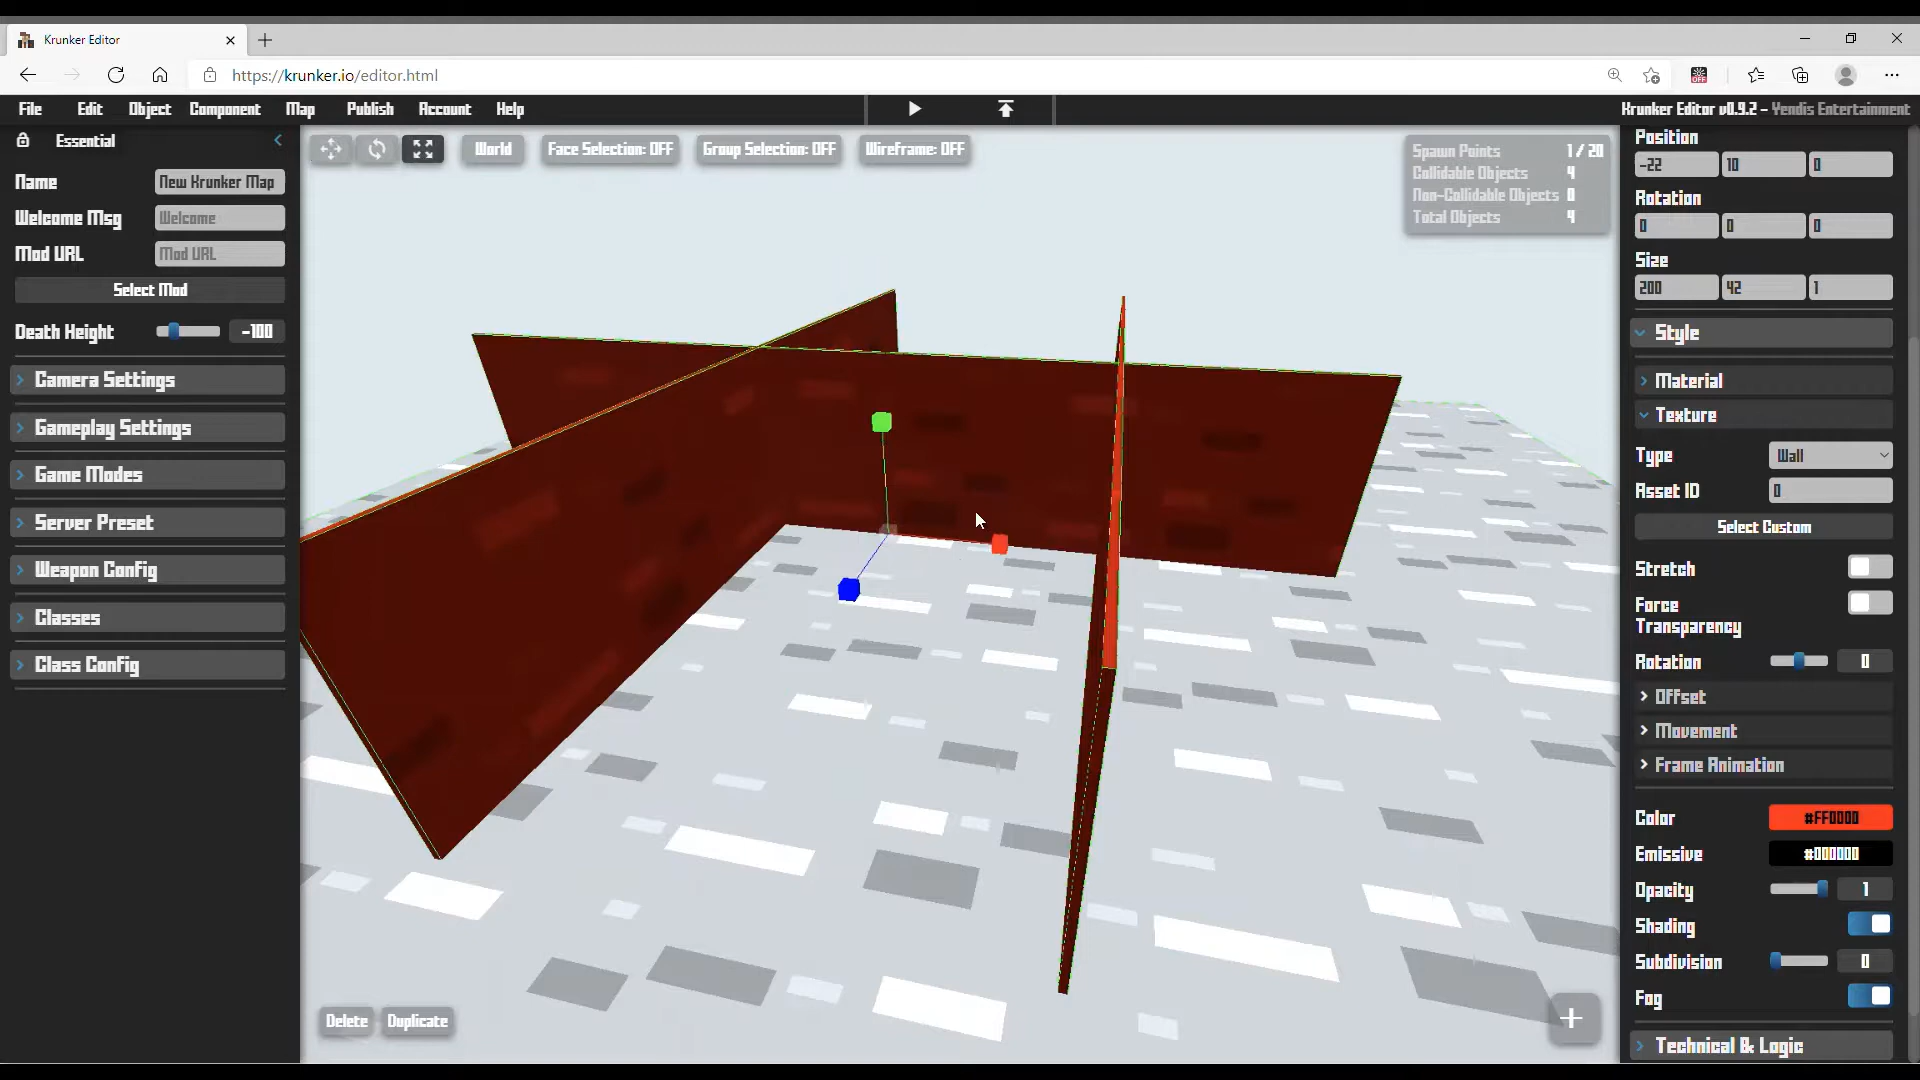 Krunker Editor
https://krunker.io/editor.html
File Edit Object Component Map Publish Account Help
Krunker Editor v0.9.2 - Yendis Entertainment
Essential
Name New Krunker Map
Welcome Msg Welcome
Mod URL Mod URL
Select Mod
Death Height -100
Camera Settings
Gameplay Settings
Game Modes
Server Preset
Weapon Config
Classes
Class Config
World Face Selection: OFF Group Selection: OFF Wireframe: OFF
Spawn Points 1 / 20
Collidable Objects 4
Non-Collidable Objects 0
Total Objects 4
Delete Duplicate
+
Position
-22 10 0
Rotation
0 0 0
Size
200 42 1
Style
Material
Texture
Type Wall
Asset ID 0
Select Custom
Stretch
Force
Transparency
Rotation 0
Offset
Movement
Frame Animation
Color #FF0000
Emissive #000000
Opacity 1
Shading
Subdivision 0
Fog
Technical & Logic